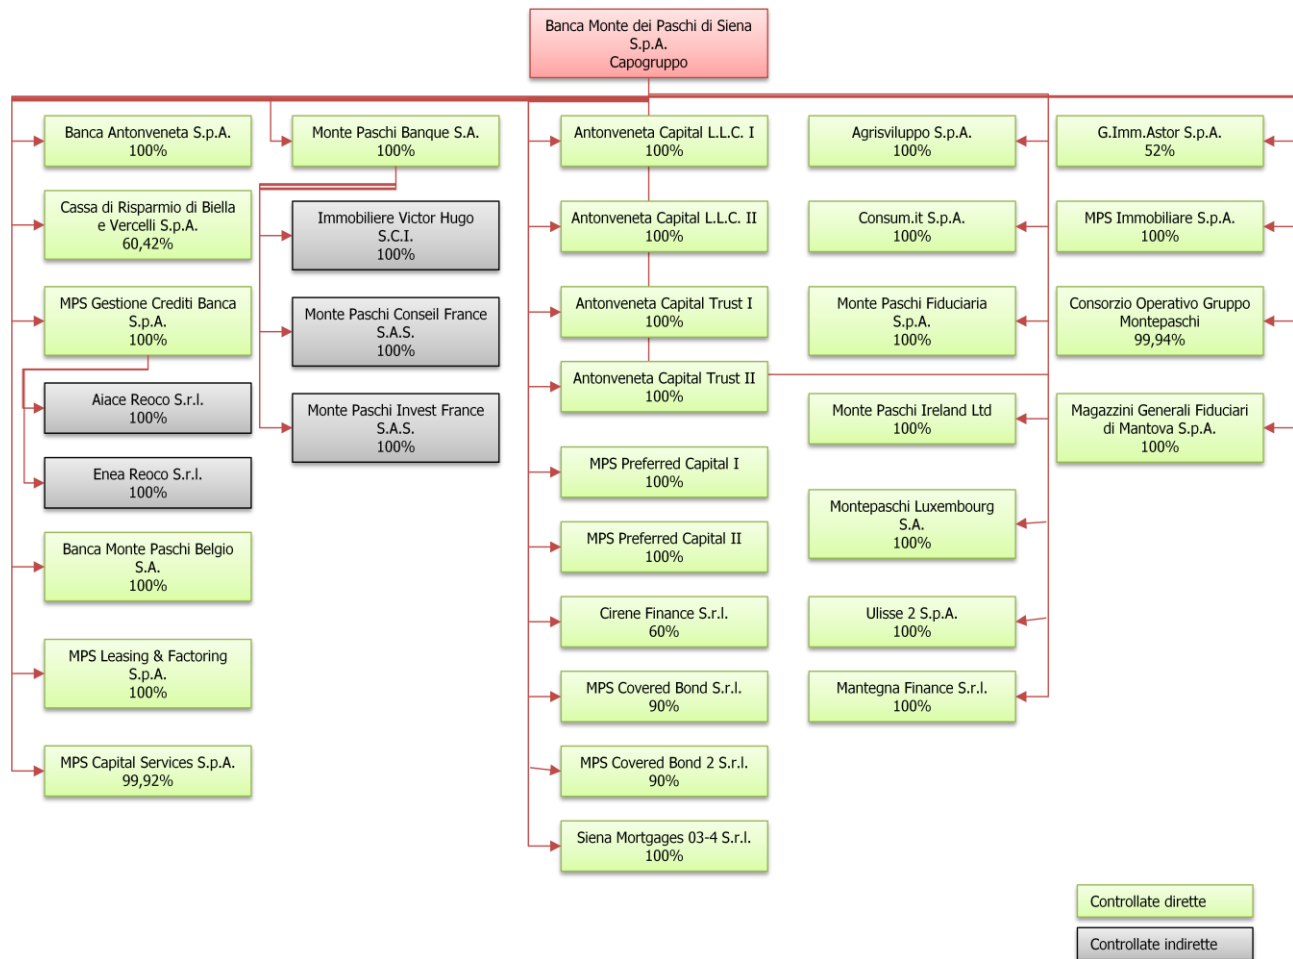 Banca Monte dei Paschi di Siena
S.p.A.
Capogruppo
Banca Antonveneta S.p.A.
100%
Cassa di Risparmio di Biella
e Vercelli S.p.A.
60,42%
MPS Gestione Crediti Banca
S.p.A.
100%
Aiace Reoco S.r.l.
100%
Enea Reoco S.r.l.
100%
Banca Monte Paschi Belgio
S.A.
100%
MPS Leasing & Factoring
S.p.A.
100%
MPS Capital Services S.p.A.
99,92%
Monte Paschi Banque S.A.
100%
Immobiliere Victor Hugo
S.C.I.
100%
Monte Paschi Conseil France
S.A.S.
100%
Monte Paschi Invest France
S.A.S.
100%
Antonveneta Capital L.L.C. I
100%
Antonveneta Capital L.L.C. II
100%
Antonveneta Capital Trust I
100%
Antonveneta Capital Trust II
100%
MPS Preferred Capital I
100%
MPS Preferred Capital II
100%
Cirene Finance S.r.l.
60%
MPS Covered Bond S.r.l.
90%
MPS Covered Bond 2 S.r.l.
90%
Siena Mortgages 03-4 S.r.l.
100%
Agrisviluppo S.p.A.
100%
Consum.it S.p.A.
100%
Monte Paschi Fiduciaria
S.p.A.
100%
Monte Paschi Ireland Ltd
100%
Montepaschi Luxembourg
S.A.
100%
Ulisse 2 S.p.A.
100%
Mantegna Finance S.r.l.
100%
G.Imm.Astor S.p.A.
52%
MPS Immobiliare S.p.A.
100%
Consorzio Operativo Gruppo
Montepaschi
99,94%
Magazzini Generali Fiduciari
di Mantova S.p.A.
100%
Controllate dirette
Controllate indirette